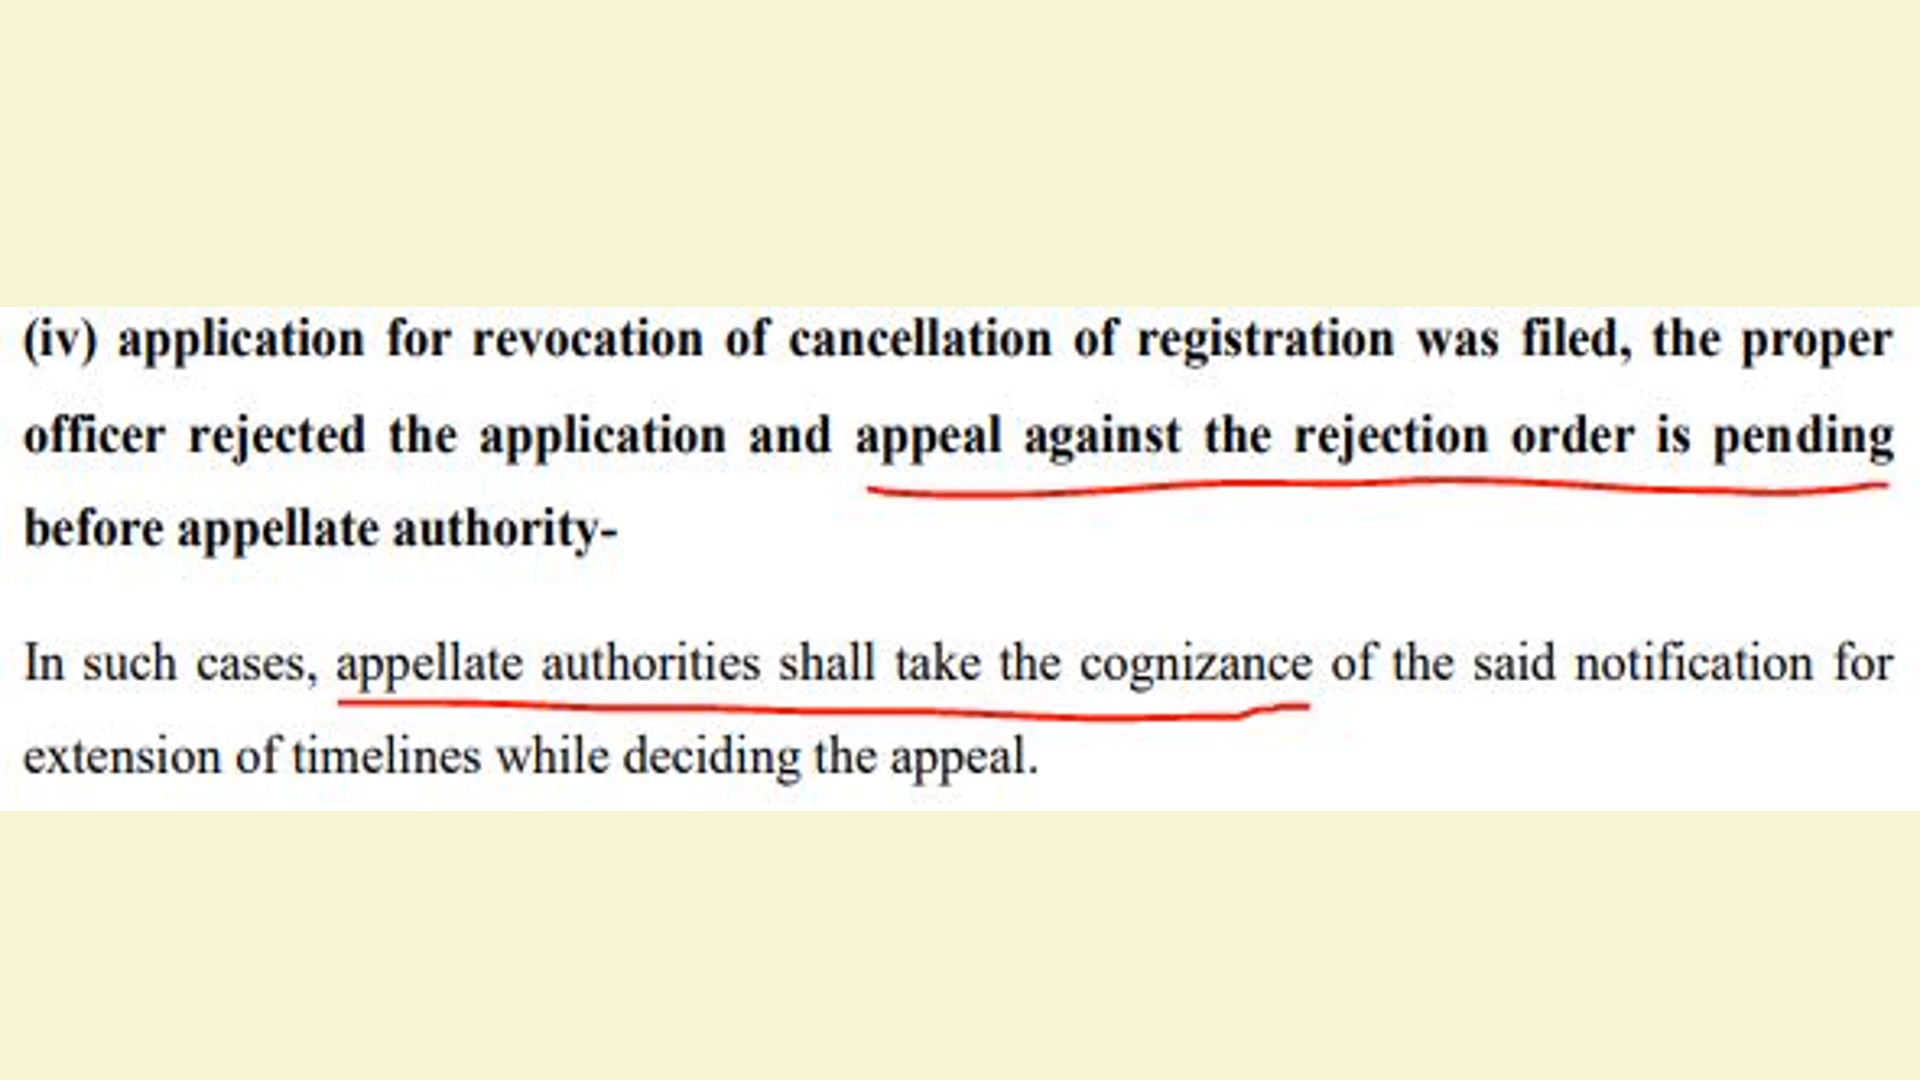 (iv) application for revocation of cancellation of registration was filed, the proper
officer rejected the application and appeal against the rejection order is pending
before appellate authority-
In such cases, appellate authorities shall take the cognizance of the said notification for
extension of timelines while deciding the appeal.